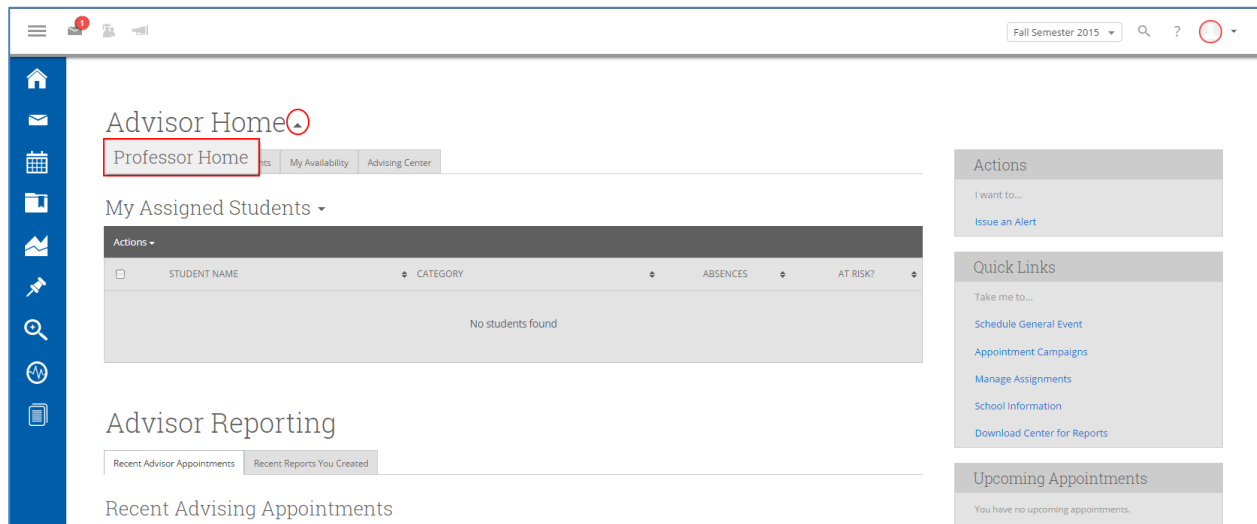 1
Fall Semester 2015
?
Advisor Home
Professor Home
nts My Availability Advising Center
My Assigned Students
Actions
STUDENT NAME CATEGORY ABSENCES AT RISK?
No students found
Advisor Reporting
Recent Advisor Appointments Recent Reports You Created
Recent Advising Appointments
Actions
I want to...
Issue an Alert
Quick Links
Take me to...
Schedule General Event
Appointment Campaigns
Manage Assignments
School Information
Download Center for Reports
Upcoming Appointments
You have no upcoming appointments.